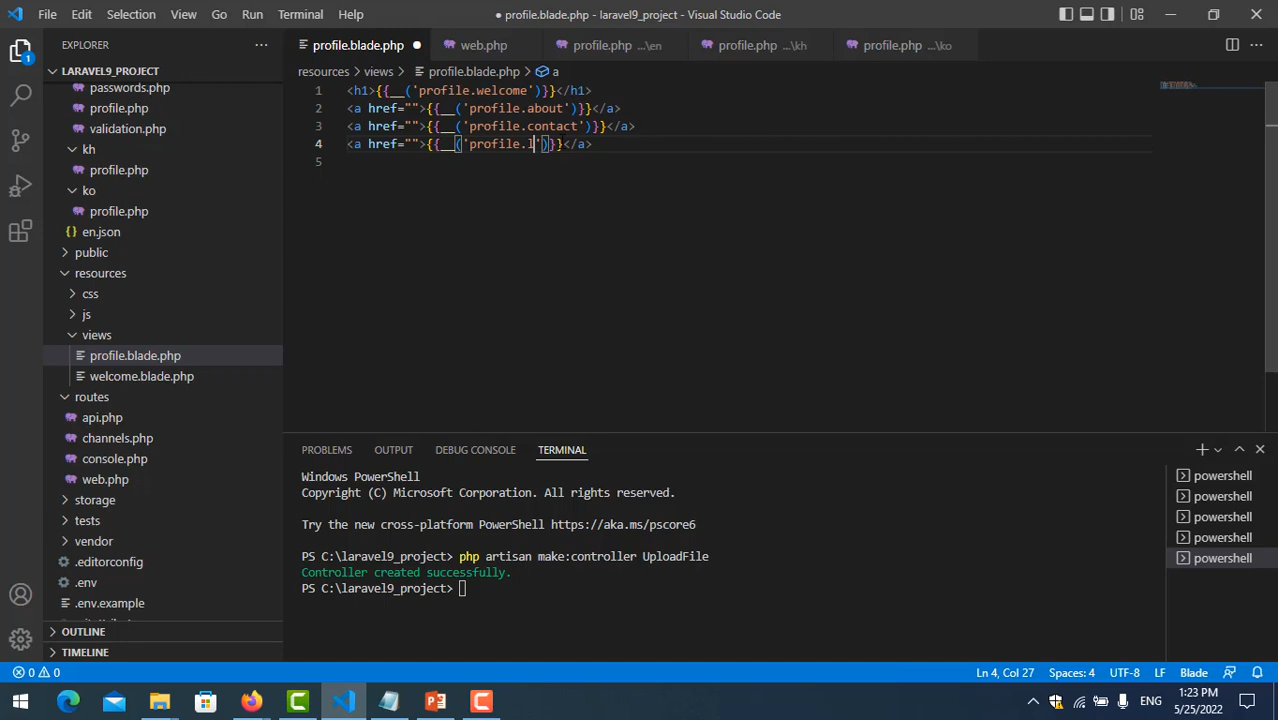 File Edit Selection View Go Run Terminal Help
● profile.blade.php - laravel9_project - Visual Studio Code
EXPLORER
LARAVEL9_PROJECT
passwords.php
profile.php
validation.php
kh
ko
profile.php
en.json
public
resources
css
js
views
profile.blade.php
welcome.blade.php
routes
api.php
channels.php
console.php
web.php
storage
tests
vendor
.editorconfig
.env
.env.example
OUTLINE
TIMELINE
profile.blade.php ● web.php profile.php ...\en profile.php ...\kh profile.php ...\ko
resources > views > profile.blade.php > a
1 <h1>{{__('profile.welcome')}}</h1>
2 <a href="">{{__('profile.about')}}</a>
3 <a href="">{{__('profile.contact')}}</a>
4 <a href="">{{__('profile.l')}}</a>
5
PROBLEMS OUTPUT DEBUG CONSOLE TERMINAL
Windows PowerShell
Copyright (C) Microsoft Corporation. All rights reserved.
Try the new cross-platform PowerShell https://aka.ms/pscore6
PS C:\laravel9_project> php artisan make:controller UploadFile
Controller created successfully.
PS C:\laravel9_project>
powershell
powershell
powershell
powershell
powershell
0 0 Ln 4, Col 27 Spaces: 4 UTF-8 LF Blade
1
ENG
1:23 PM
5/25/2022